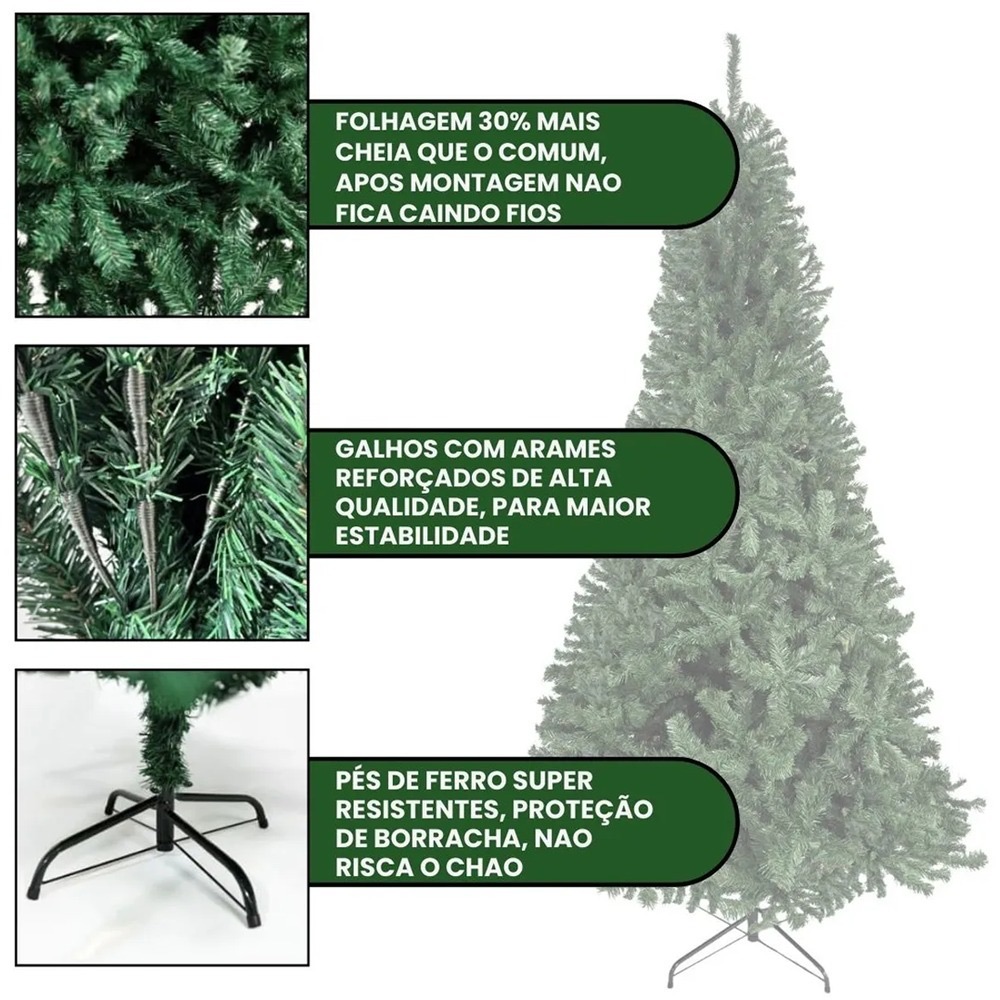 FOLHAGEM 30% MAIS
CHEIA QUE O COMUM,
APOS MONTAGEM NAO
FICA CAINDO FIOS
GALHOS COM ARAMES
REFORÇADOS DE ALTA
QUALIDADE, PARA MAIOR
ESTABILIDADE
PÉS DE FERRO SUPER
RESISTENTES, PROTEÇÃO
DE BORRACHA, NAO
RISCA O CHAO